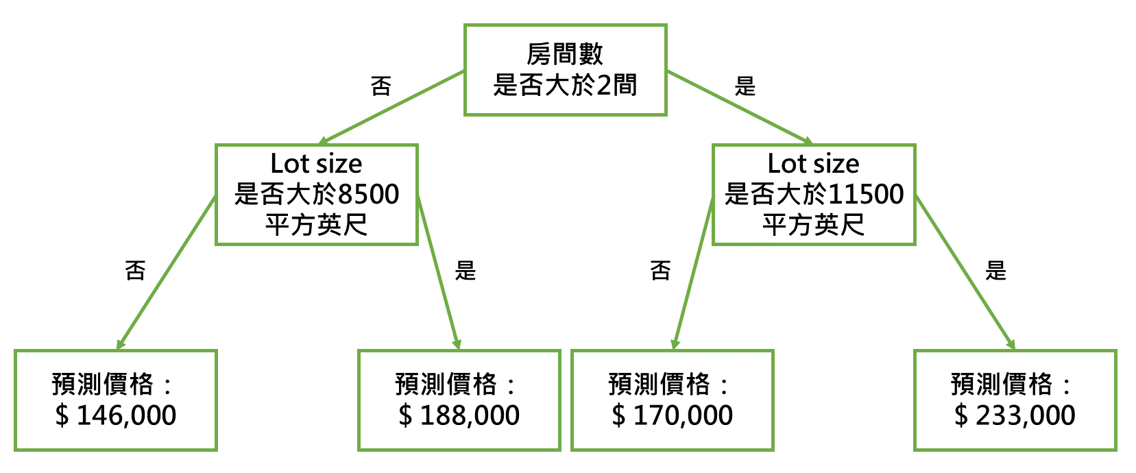 房間數
是否大於2間
否
是
Lot size
是否大於8500
平方英尺
Lot size
是否大於11500
平方英尺
否
是
否
是
預測價格：
$ 146,000
預測價格：
$ 188,000
預測價格：
$ 170,000
預測價格：
$ 233,000